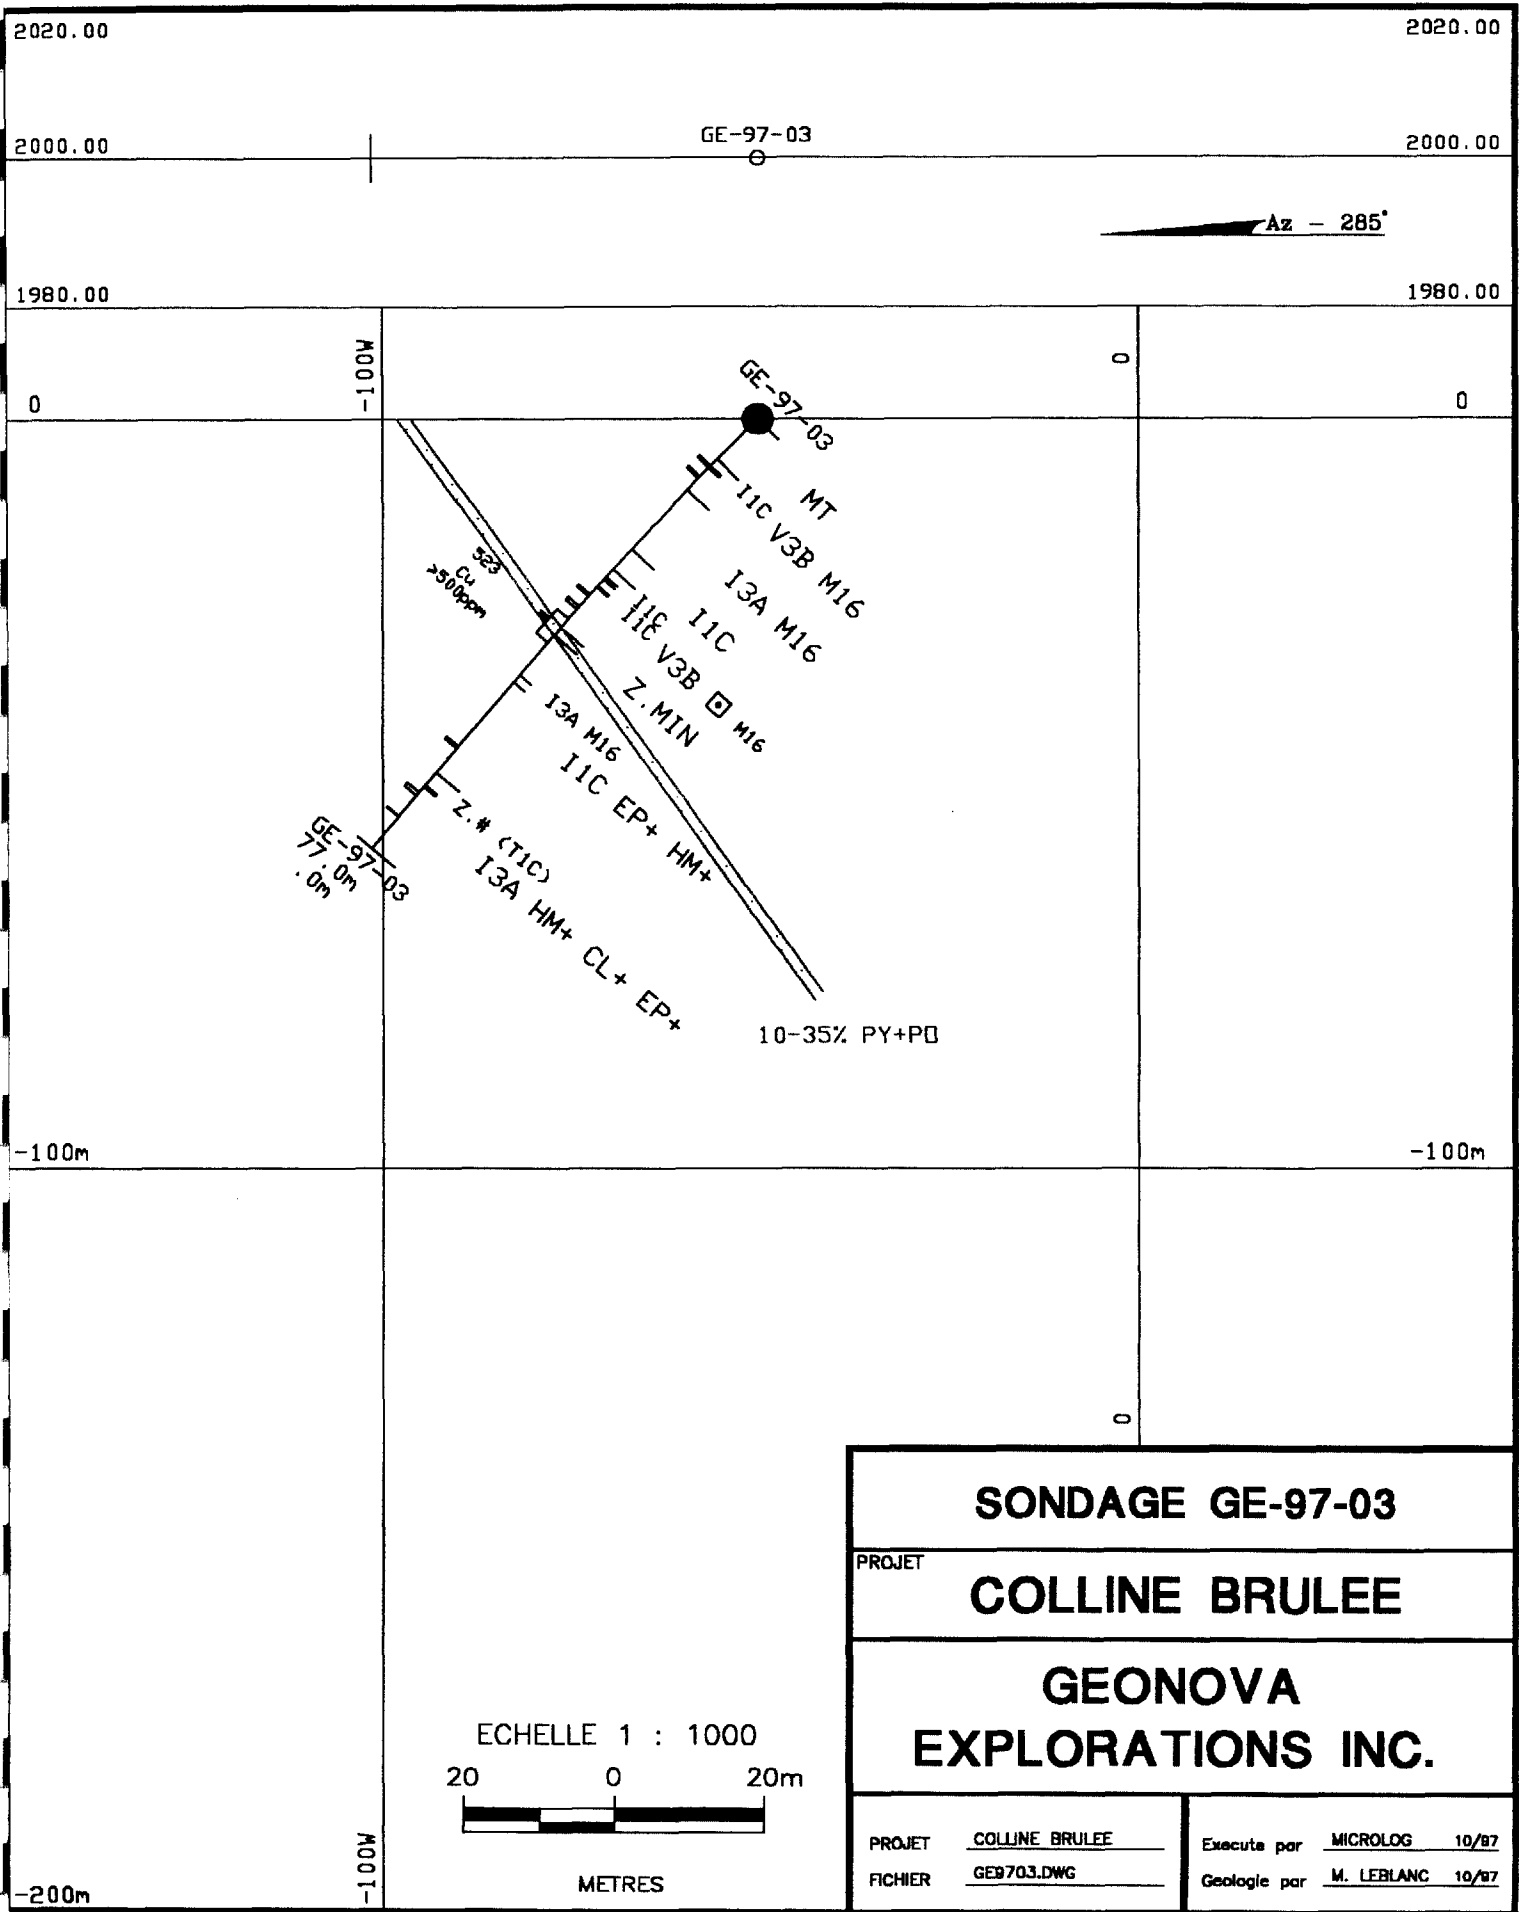 2020.00
2020.00
GE-97-03
2000.00
2000.00
Az - 285°
1980.00
1980.00
-100W
0
GE-97-03
0
0
MT
I1C V3B M16
I3A M16
523
Cu
>500ppm
I1C
I1C
I1C V3B M16
Z.MIN
I3A M16
I1C EP+ HM+
Z.# (T1C)
I3A HM+ CL+ EP+
GE-97-03
77.0m
.0m
10-35% PY+PO
-100m
-100m
0
SONDAGE GE-97-03
PROJET
COLLINE BRULEE
GEONOVA
EXPLORATIONS INC.
ECHELLE 1 : 1000
20 0 20m
METRES
-100W
-200m
PROJET COLLINE BRULEE
FICHIER GE9703.DWG
Execute par MICROLOG 10/97
Geologie par M. LEBLANC 10/97